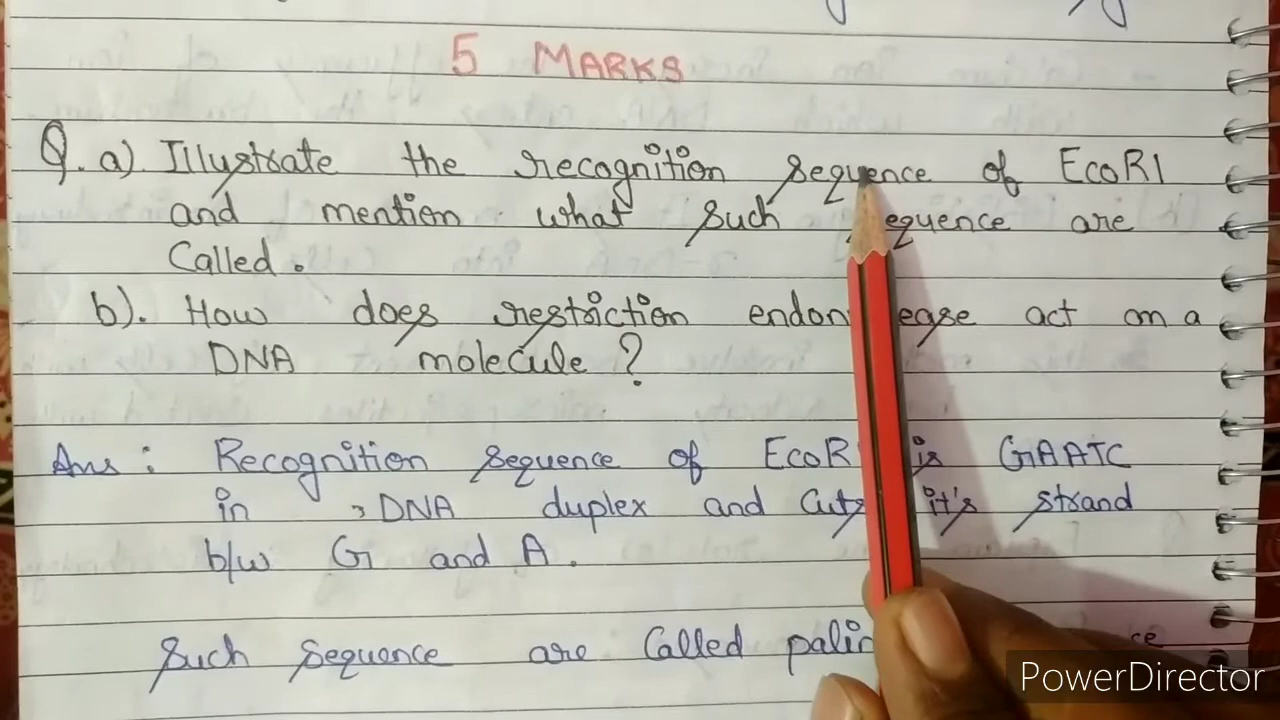 5 MARKS
Q. a). Illustrate the recognition sequence of EcoR1
and mention what such sequence are
Called.
b). How does restriction endon ease act on a
DNA molecule?
Ans: Recognition sequence of EcoR is GAATC
in DNA duplex and cuts it's strand
b/w G and A.
Such sequence are Called
PowerDirector